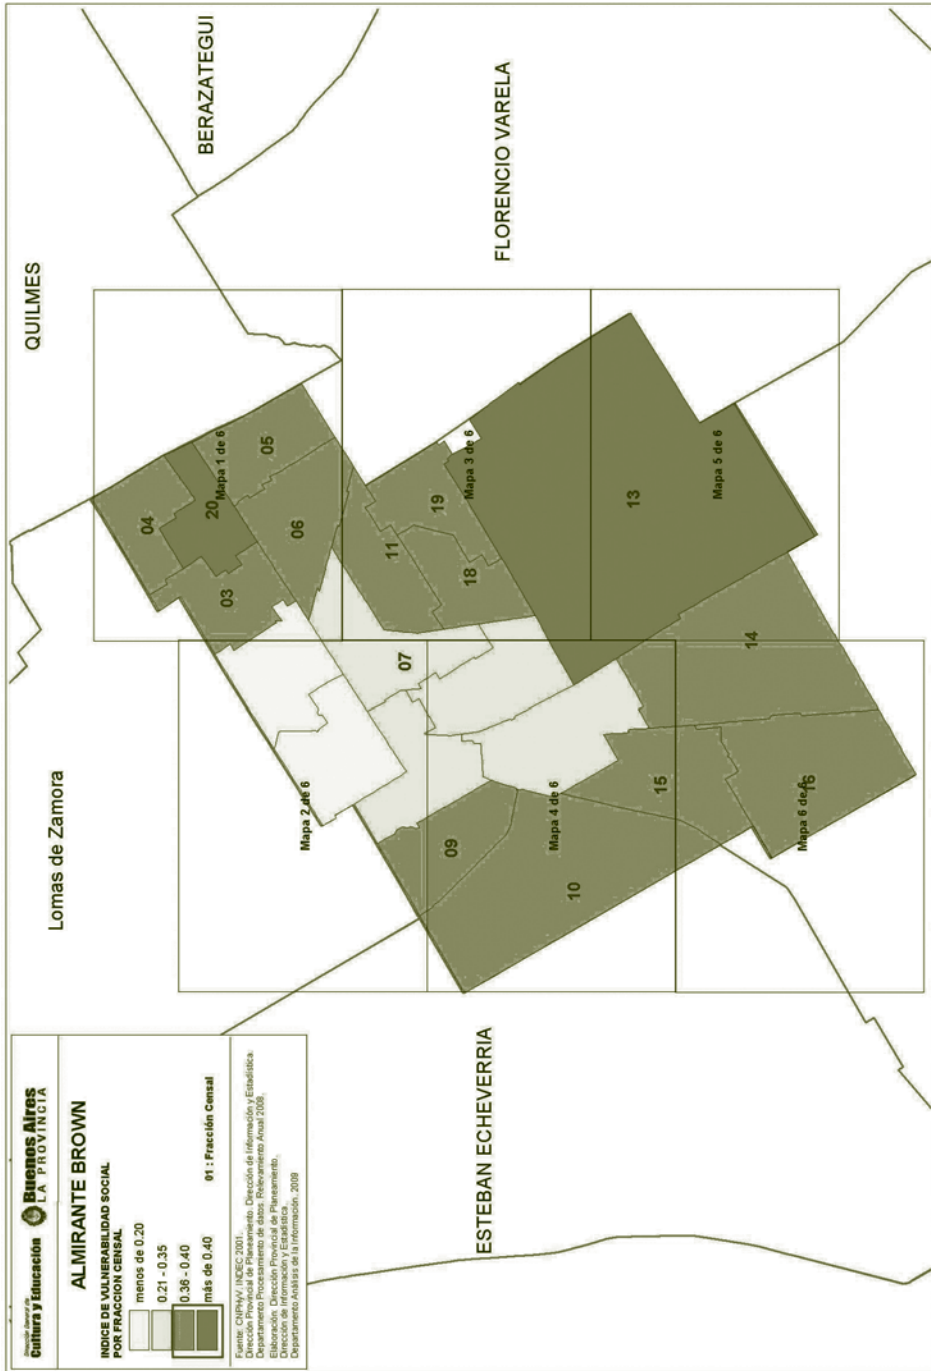 Dirección General de
Cultura y Educación
Buenos Aires
LA PROVINCIA
ALMIRANTE BROWN
INDICE DE VULNERABILIDAD SOCIAL
POR FRACCION CENSAL
menos de 0.20
0.21 - 0.35
0.36 - 0.40
más de 0.40
01 : Fracción Censal
Fuente: CNPHyV. INDEC 2001.
Dirección Provincial de Planeamiento. Dirección de Información y Estadística.
Departamento Procesamiento de datos. Relevamiento Anual 2008.
Elaboración: Dirección Provincial de Planeamiento.
Dirección de Información y Estadística.
Departamento Análisis de la Información. 2009
Lomas de Zamora
QUILMES
BERAZATEGUI
FLORENCIO VARELA
ESTEBAN ECHEVERRIA
04
20
Mapa 1 de 6
05
03
06
11
19
Mapa 3 de 6
18
13
Mapa 5 de 6
07
14
Mapa 2 de 6
09
Mapa 4 de 6
10
15
16
Mapa 6 de 6